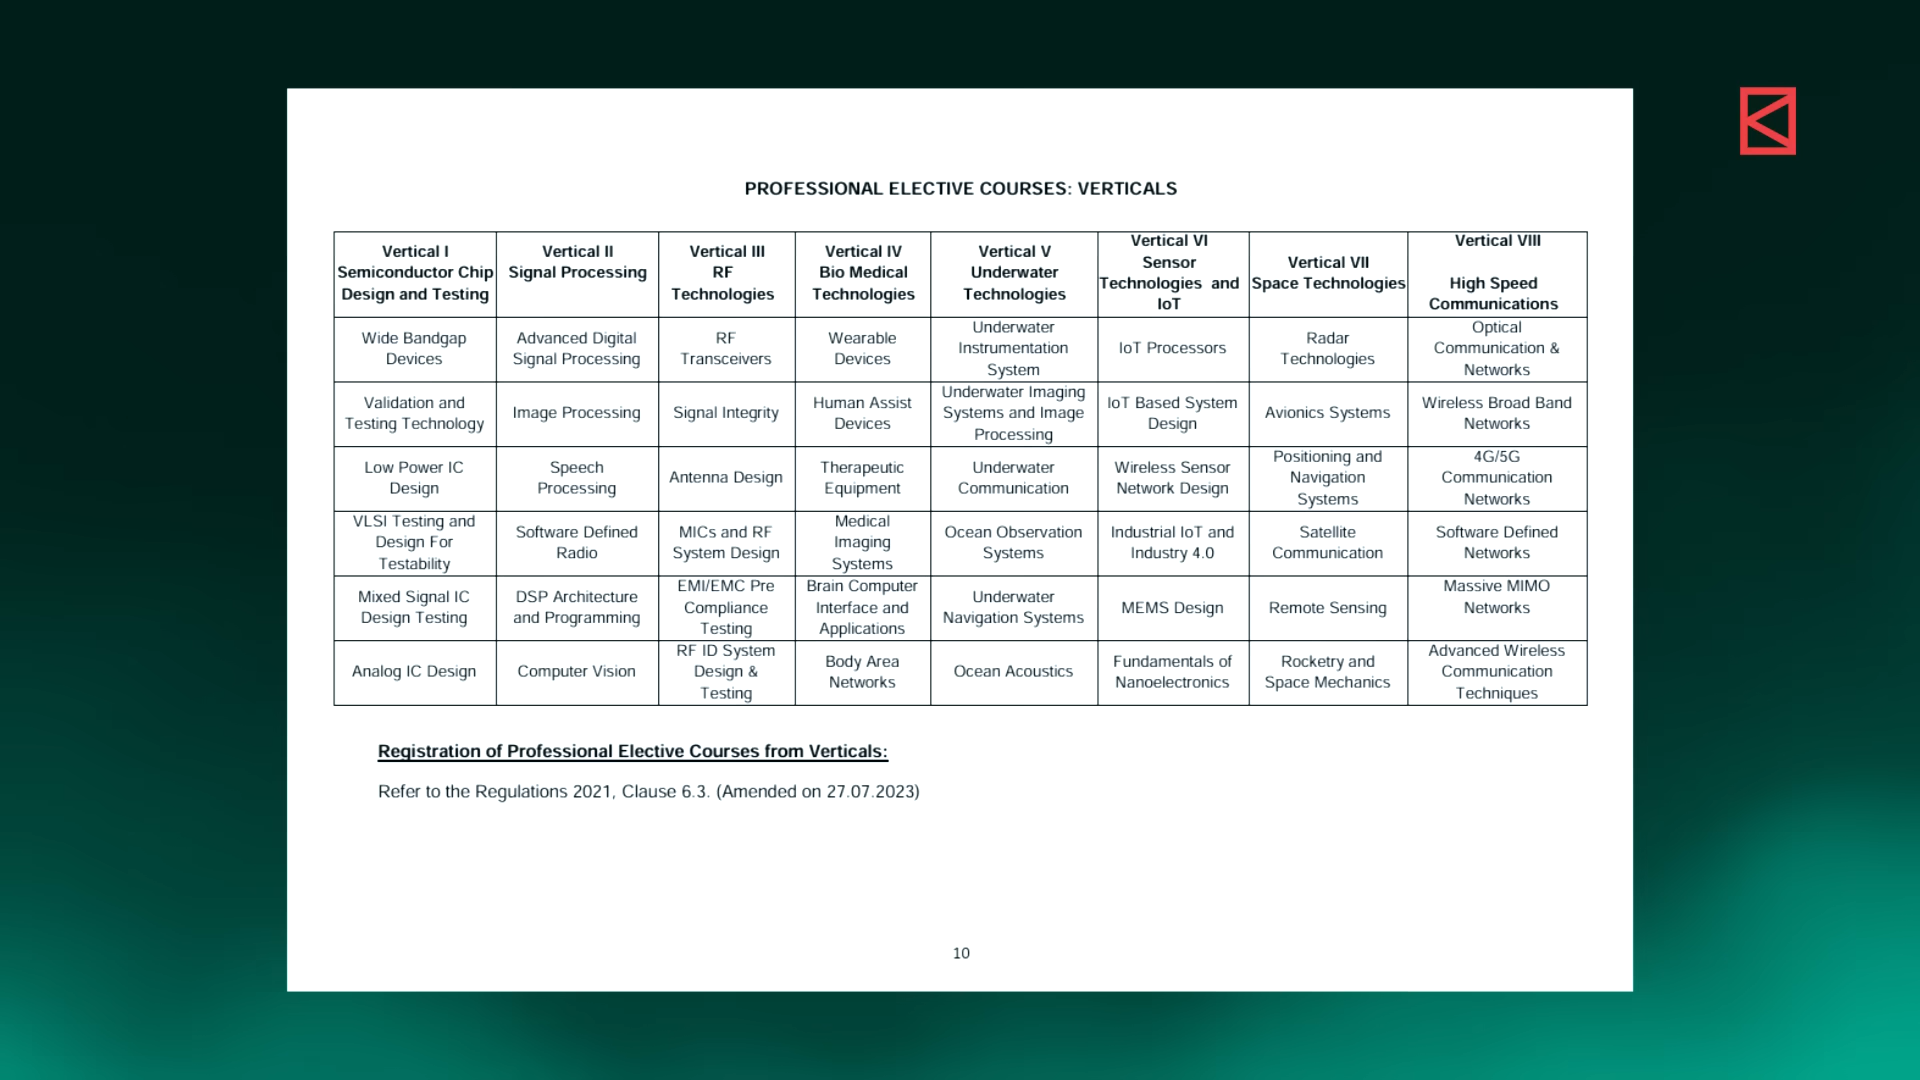 PROFESSIONAL ELECTIVE COURSES: VERTICALS
Vertical I
Semiconductor Chip
Design and Testing
Vertical II
Signal Processing
Vertical III
RF
Technologies
Vertical IV
Bio Medical
Technologies
Vertical V
Underwater
Technologies
Vertical VI
Sensor
Technologies and
IoT
Vertical VII
Space Technologies
Vertical VIII
High Speed
Communications
Wide Bandgap
Devices
Advanced Digital
Signal Processing
RF
Transceivers
Wearable
Devices
Underwater
Instrumentation
System
IoT Processors
Radar
Technologies
Optical
Communication &
Networks
Validation and
Testing Technology
Image Processing
Signal Integrity
Human Assist
Devices
Underwater Imaging
Systems and Image
Processing
IoT Based System
Design
Avionics Systems
Wireless Broad Band
Networks
Low Power IC
Design
Speech
Processing
Antenna Design
Therapeutic
Equipment
Underwater
Communication
Wireless Sensor
Network Design
Positioning and
Navigation
Systems
4G/5G
Communication
Networks
VLSI Testing and
Design For
Testability
Software Defined
Radio
MICs and RF
System Design
Medical
Imaging
Systems
Ocean Observation
Systems
Industrial IoT and
Industry 4.0
Satellite
Communication
Software Defined
Networks
Mixed Signal IC
Design Testing
DSP Architecture
and Programming
EMI/EMC Pre
Compliance
Testing
Brain Computer
Interface and
Applications
Underwater
Navigation Systems
MEMS Design
Remote Sensing
Massive MIMO
Networks
Analog IC Design
Computer Vision
RF ID System
Design &
Testing
Body Area
Networks
Ocean Acoustics
Fundamentals of
Nanoelectronics
Rocketry and
Space Mechanics
Advanced Wireless
Communication
Techniques
Registration of Professional Elective Courses from Verticals:
Refer to the Regulations 2021, Clause 6.3. (Amended on 27.07.2023)
10